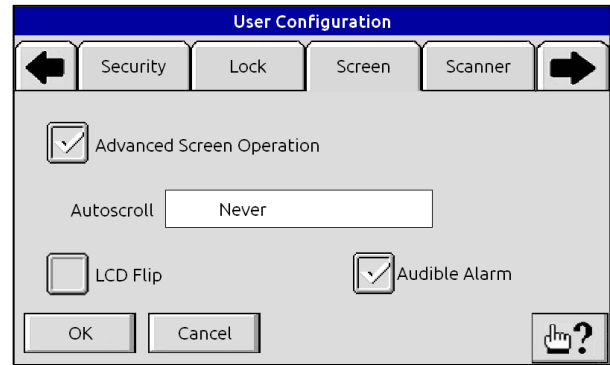 User Configuration
Security Lock Screen Scanner
Advanced Screen Operation
Autoscroll Never
LCD Flip Audible Alarm
OK Cancel ?